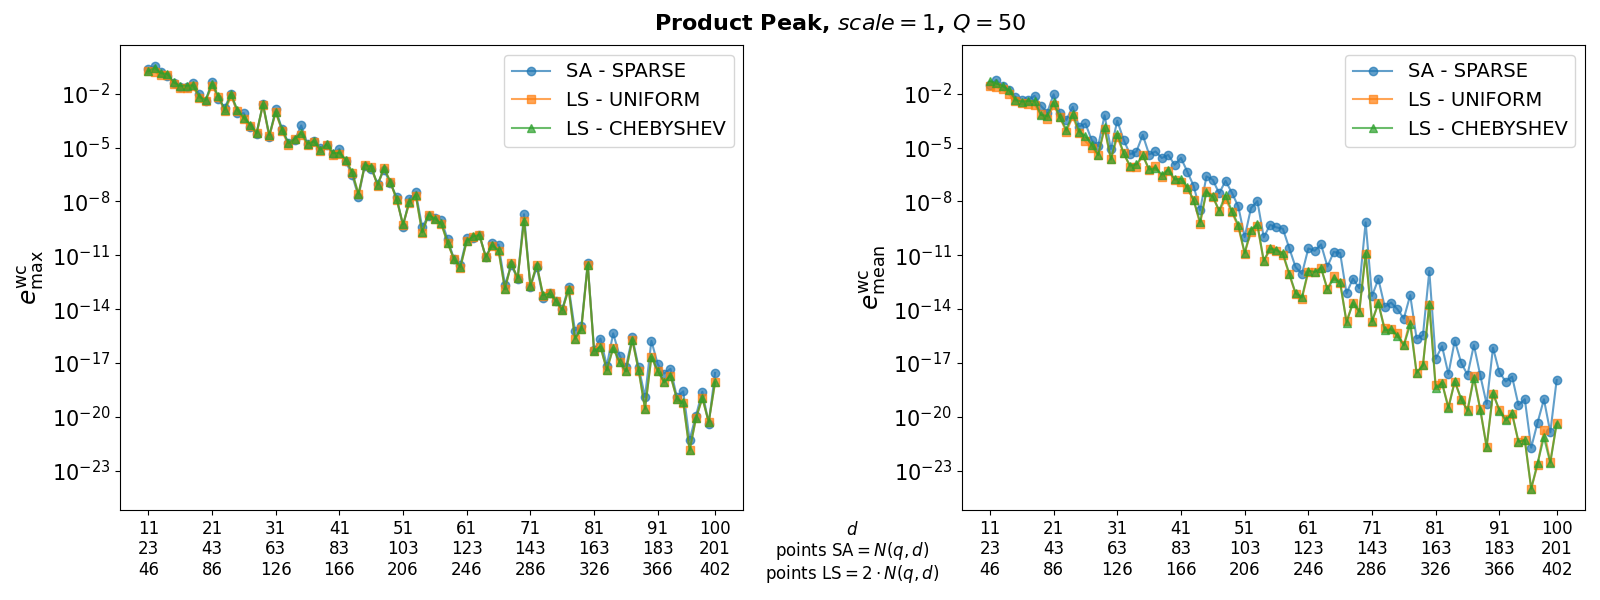 Product Peak, scale = 1, Q = 50
SA - SPARSE
LS - UNIFORM
LS - CHEBYSHEV
10⁻²
10⁻⁵
10⁻⁸
10⁻¹¹
10⁻¹⁴
10⁻¹⁷
10⁻²⁰
10⁻²³
e^wc_max
11 21 31 41 51 61 71 81 91 100
23 43 63 83 103 123 143 163 183 201
46 86 126 166 206 246 286 326 366 402
d
points SA = N(q, d)
points LS = 2 · N(q, d)
SA - SPARSE
LS - UNIFORM
LS - CHEBYSHEV
10⁻²
10⁻⁵
10⁻⁸
10⁻¹¹
10⁻¹⁴
10⁻¹⁷
10⁻²⁰
10⁻²³
e^wc_mean
11 21 31 41 51 61 71 81 91 100
23 43 63 83 103 123 143 163 183 201
46 86 126 166 206 246 286 326 366 402